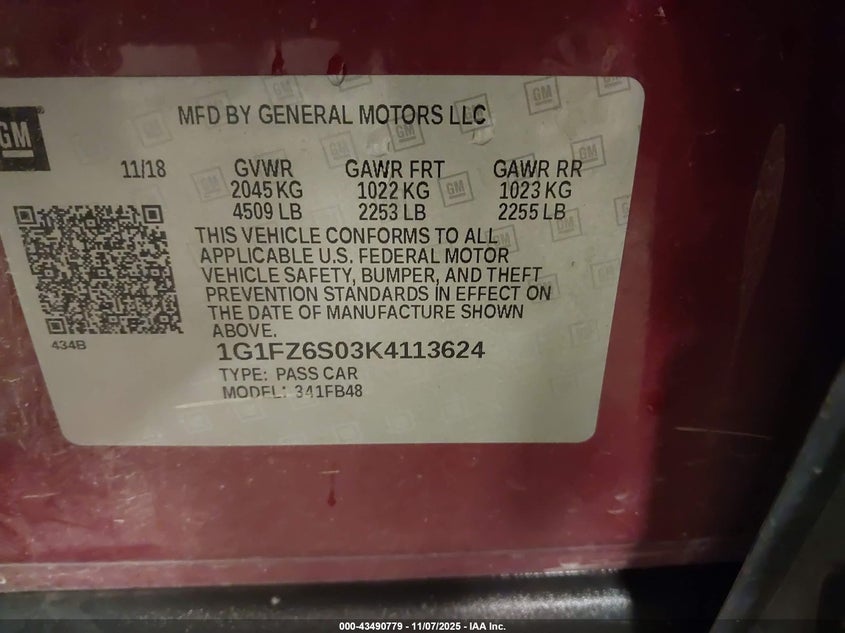 GM
MFD BY GENERAL MOTORS LLC
11/18 GVWR GAWR FRT GAWR RR
2045 KG 1022 KG 1023 KG
4509 LB 2253 LB 2255 LB
THIS VEHICLE CONFORMS TO ALL
APPLICABLE U.S. FEDERAL MOTOR
VEHICLE SAFETY, BUMPER, AND THEFT
PREVENTION STANDARDS IN EFFECT ON
THE DATE OF MANUFACTURE SHOWN
ABOVE.
434B
1G1FZ6S03K4113624
TYPE: PASS CAR
MODEL: 341FB48
000-43490779 - 11/07/2025 - IAA Inc.